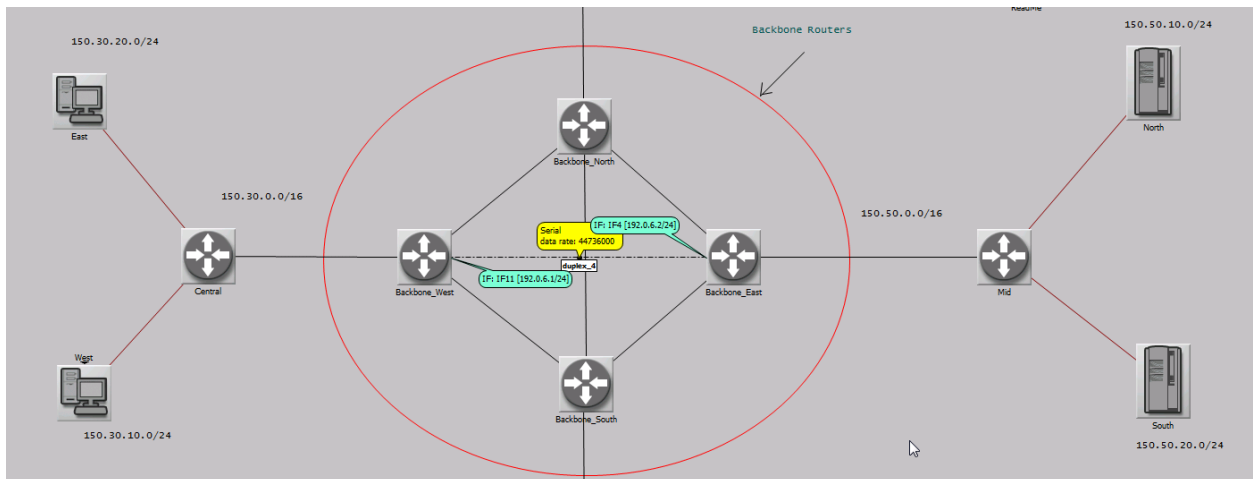 ReadMe
150.50.10.0/24
150.30.20.0/24
Backbone Routers
North
East
Backbone_North
150.30.0.0/16
150.50.0.0/16
IF: IF4 [192.0.6.2/24]
Serial
data rate: 44736000
duplex_4
IF: IF11 [192.0.6.1/24]
Central
Backbone_West
Backbone_East
Mid
West
Backbone_South
South
150.30.10.0/24
150.50.20.0/24